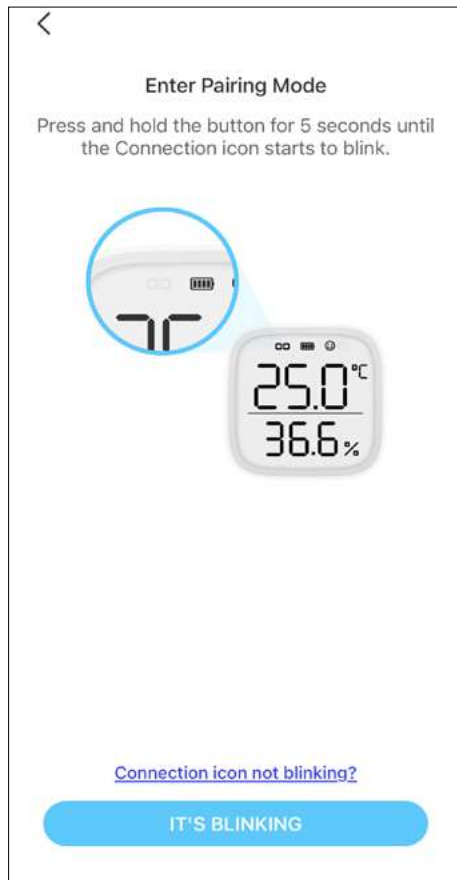 Enter Pairing Mode
Press and hold the button for 5 seconds until
the Connection icon starts to blink.
25.0°C
36.6%
Connection icon not blinking?
IT'S BLINKING